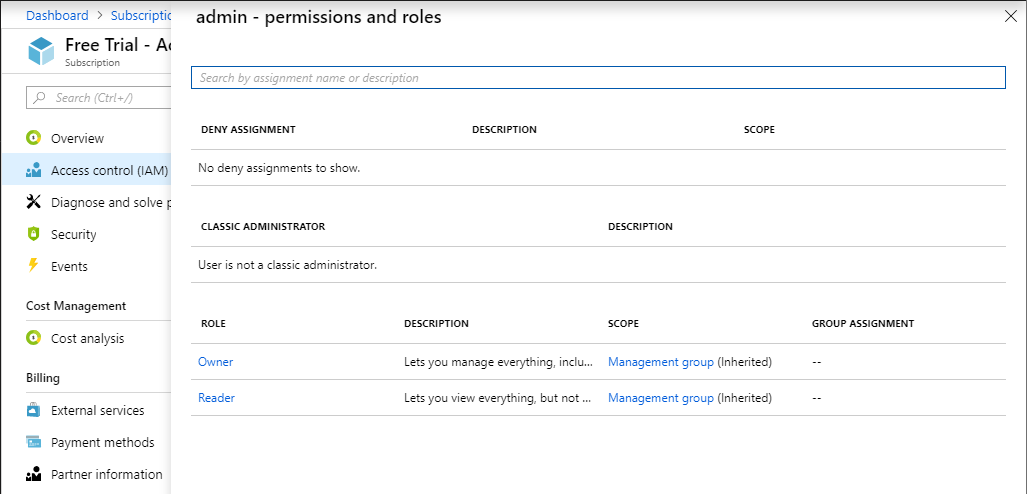 Dashboard > Subscriptio
admin - permissions and roles
Free Trial - Ac
Subscription
Search (Ctrl+/)
Overview
Access control (IAM)
Diagnose and solve p
Security
Events
Cost Management
Cost analysis
Billing
External services
Payment methods
Partner information
Search by assignment name or description
DENY ASSIGNMENT DESCRIPTION SCOPE
No deny assignments to show.
CLASSIC ADMINISTRATOR DESCRIPTION
User is not a classic administrator.
ROLE DESCRIPTION SCOPE GROUP ASSIGNMENT
Owner Lets you manage everything, inclu... Management group (Inherited) --
Reader Lets you view everything, but not ... Management group (Inherited) --